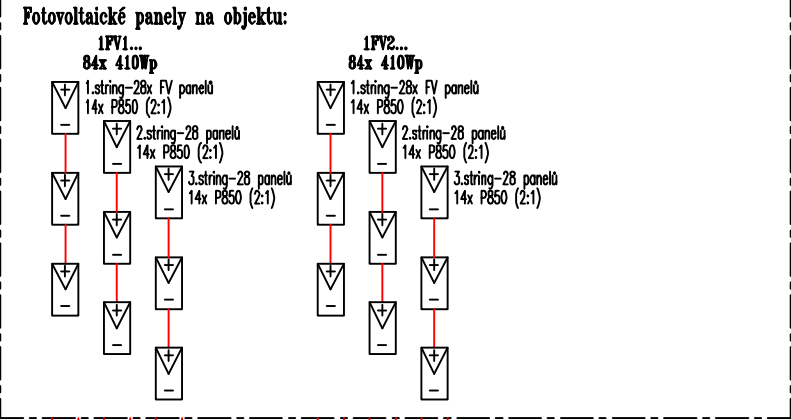 Fotovoltaické panely na objektu:
1FV1...
84x 410Wp
1.string-28x FV panelů
14x P850 (2:1)
2.string-28 panelů
14x P850 (2:1)
3.string-28 panelů
14x P850 (2:1)
1FV2...
84x 410Wp
1.string-28x FV panelů
14x P850 (2:1)
2.string-28 panelů
14x P850 (2:1)
3.string-28 panelů
14x P850 (2:1)